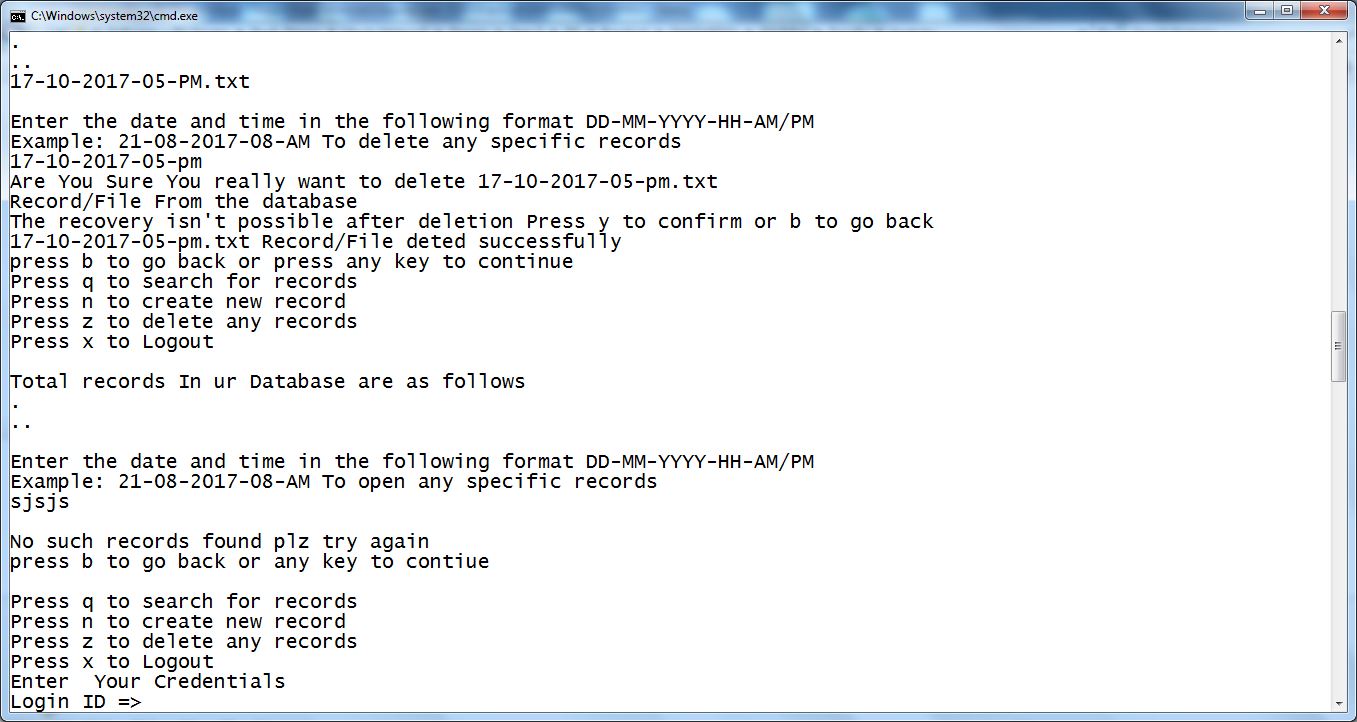 C:\Windows\system32\cmd.exe
.
..
17-10-2017-05-PM.txt
Enter the date and time in the following format DD-MM-YYYY-HH-AM/PM
Example: 21-08-2017-08-AM To delete any specific records
17-10-2017-05-pm
Are You Sure You really want to delete 17-10-2017-05-pm.txt
Record/File From the database
The recovery isn't possible after deletion Press y to confirm or b to go back
17-10-2017-05-pm.txt Record/File deted successfully
press b to go back or press any key to continue
Press q to search for records
Press n to create new record
Press z to delete any records
Press x to Logout
Total records In ur Database are as follows
.
..
Enter the date and time in the following format DD-MM-YYYY-HH-AM/PM
Example: 21-08-2017-08-AM To open any specific records
sjsjs
No such records found plz try again
press b to go back or any key to contiue
Press q to search for records
Press n to create new record
Press z to delete any records
Press x to Logout
Enter  Your Credentials
Login ID =>